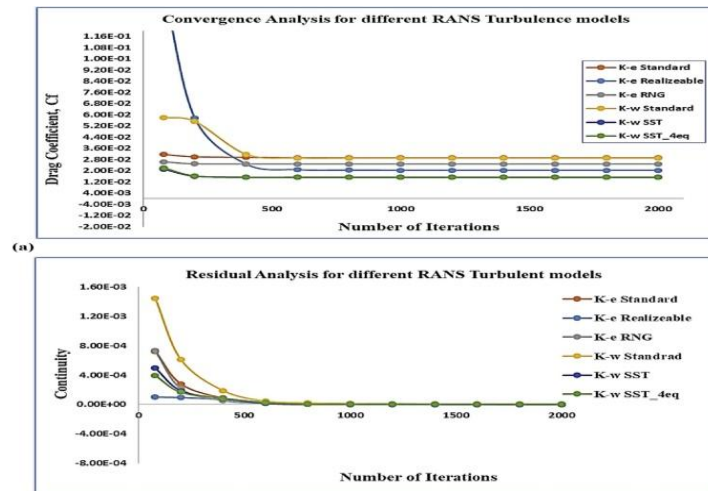 Convergence Analysis for different RANS Turbulence models
Drag Coefficient, Cf
1.16E-01
1.08E-01
1.00E-01
9.20E-02
8.40E-02
7.60E-02
6.80E-02
6.00E-02
5.20E-02
4.40E-02
3.60E-02
2.80E-02
2.00E-02
1.20E-02
4.00E-03
-4.00E-03
-1.20E-02
-2.00E-02
K-e Standard
K-e Realizeable
K-e RNG
K-w Standard
K-w SST
K-w SST_4eq
0 500 1000 1500 2000
Number of Iterations
(a)
Residual Analysis for different RANS Turbulent models
Continuity
1.60E-03
1.20E-03
8.00E-04
4.00E-04
0.00E+00
-4.00E-04
-8.00E-04
K-e Standard
K-e Realizeable
K-e RNG
K-w Standrad
K-w SST
K-w SST_4eq
0 500 1000 1500 2000
Number of Iterations